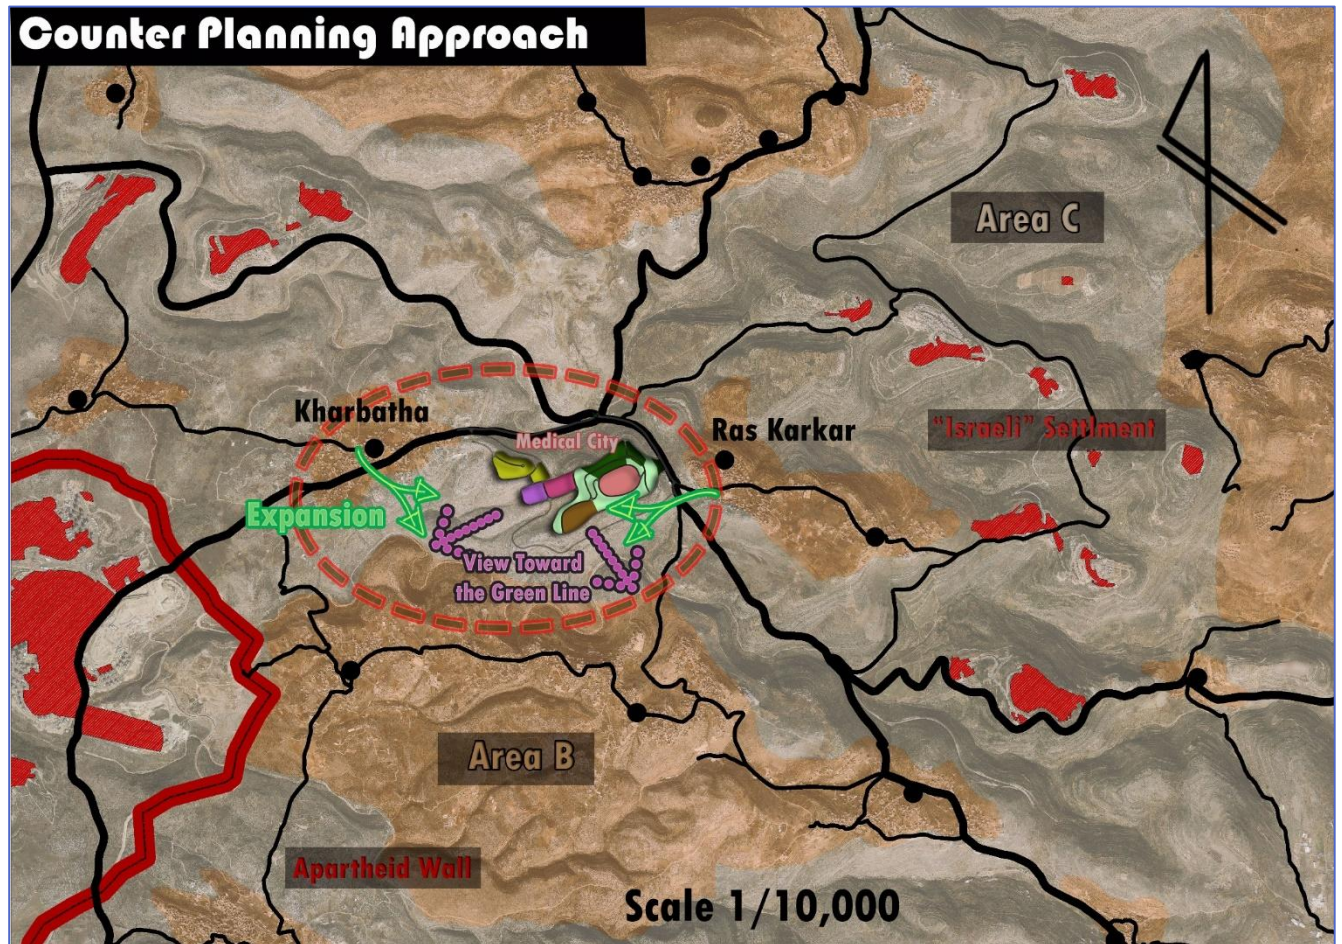 Counter Planning Approach
Area C
Kharbatha
Ras Karkar
Medical City
"Israeli" Settlment
Expansion
View Toward
the Green Line
Area B
Apartheid Wall
Scale 1/10,000